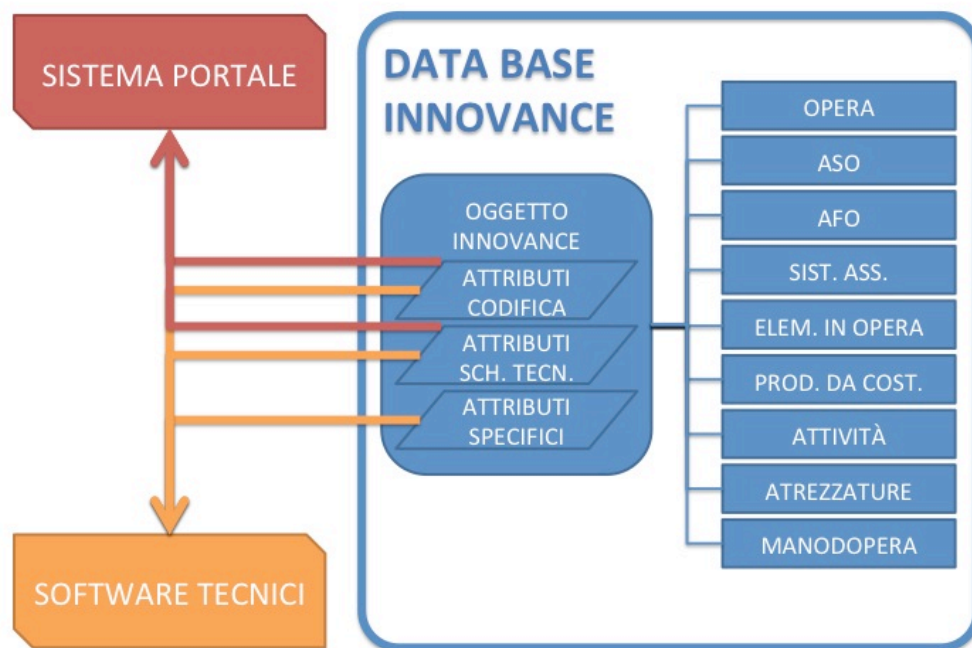 SISTEMA PORTALE
DATA BASE
INNOVANCE
OGGETTO
INNOVANCE
ATTRIBUTI
CODIFICA
ATTRIBUTI
SCH. TECN.
ATTRIBUTI
SPECIFICI
OPERA
ASO
AFO
SIST. ASS.
ELEM. IN OPERA
PROD. DA COST.
ATTIVITÀ
ATREZZATURE
MANODOPERA
SOFTWARE TECNICI